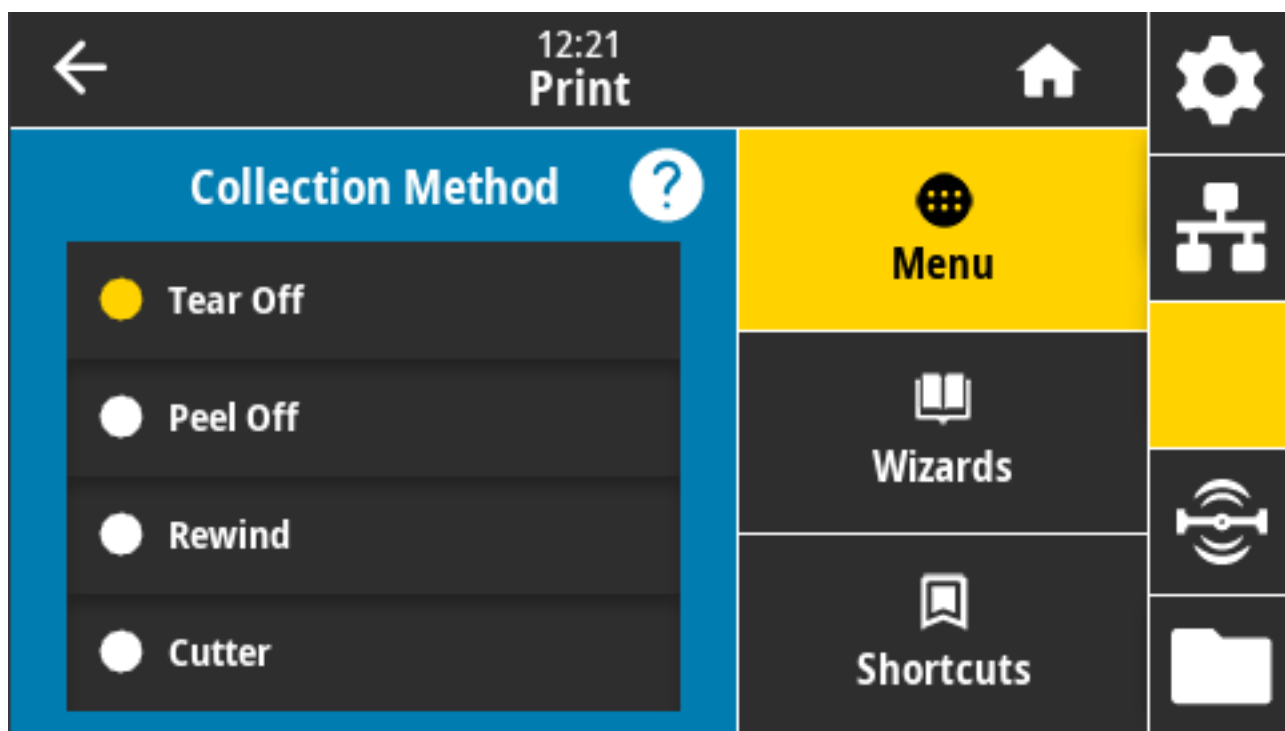 12:21
Print
Collection Method ?
Tear Off
Peel Off
Rewind
Cutter
Menu
Wizards
Shortcuts